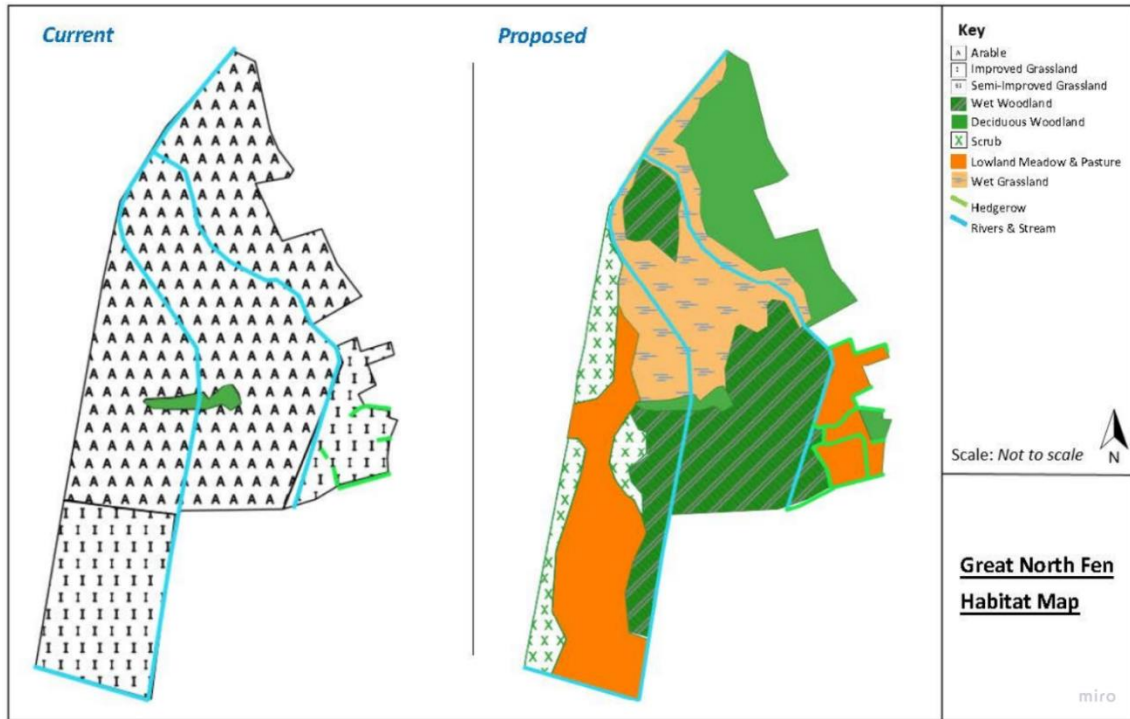 Current
Proposed
Key
A Arable
I Improved Grassland
SI Semi-Improved Grassland
Wet Woodland
Deciduous Woodland
X Scrub
Lowland Meadow & Pasture
Wet Grassland
Hedgerow
Rivers & Stream
Scale: Not to scale
N
Great North Fen
Habitat Map
miro